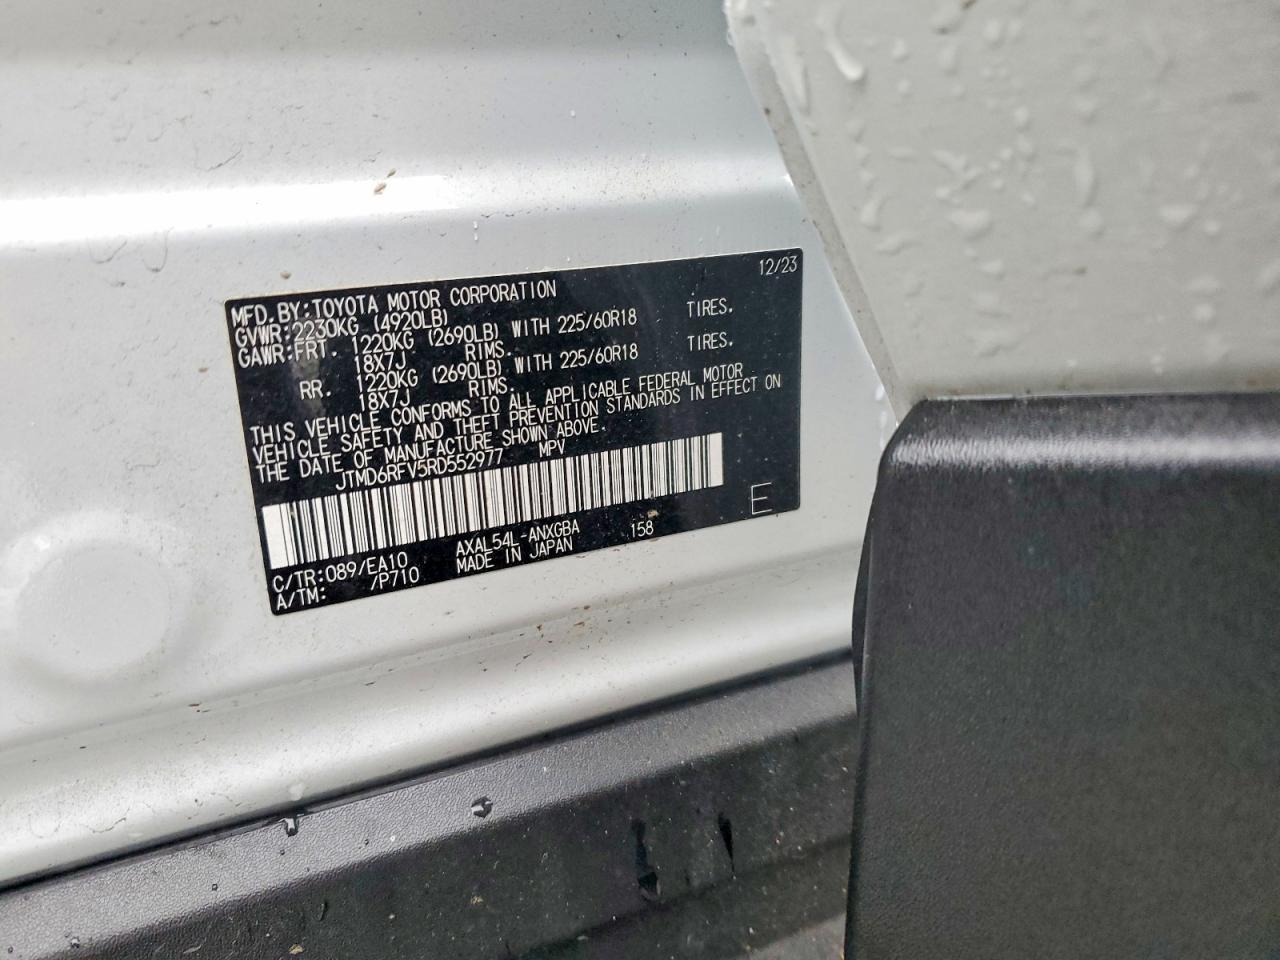 12/23
MFD.BY:TOYOTA MOTOR CORPORATION
GVWR:2230KG (4920LB)
GAWR:FRT. 1220KG (2690LB) WITH 225/60R18 TIRES.
18X7J RIMS.
RR. 1220KG (2690LB) WITH 225/60R18 TIRES.
18X7J RIMS.
THIS VEHICLE CONFORMS TO ALL APPLICABLE FEDERAL MOTOR
VEHICLE SAFETY AND THEFT PREVENTION STANDARDS IN EFFECT ON
THE DATE OF MANUFACTURE SHOWN ABOVE.
JTMD6RFV5RD552977 MPV
E
C/TR:089/EA10 AXAL54L-ANXGBA 158
A/TM: /P710 MADE IN JAPAN